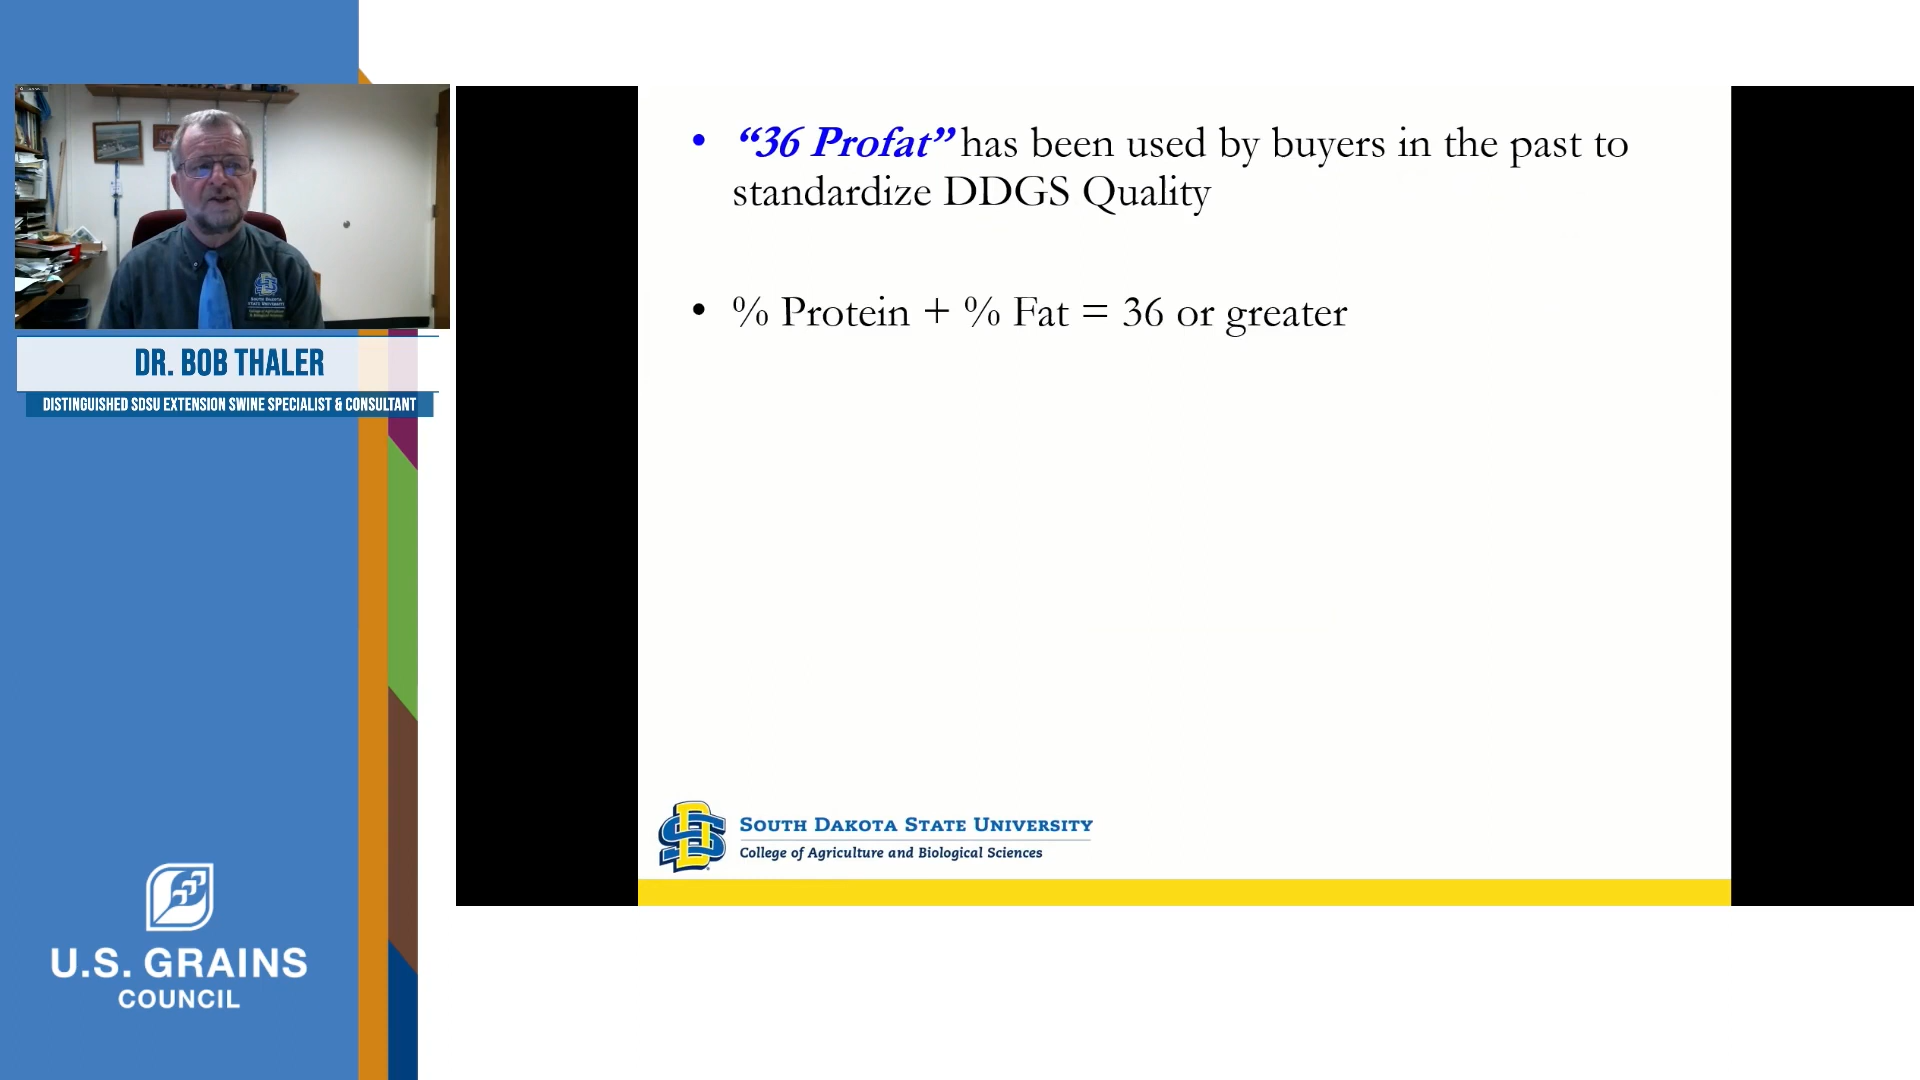 • “36 Profat” has been used by buyers in the past to
standardize DDGS Quality
• % Protein + % Fat = 36 or greater
DR. BOB THALER
DISTINGUISHED SDSU EXTENSION SWINE SPECIALIST & CONSULTANT
SOUTH DAKOTA STATE UNIVERSITY
College of Agriculture and Biological Sciences
U.S. GRAINS
COUNCIL